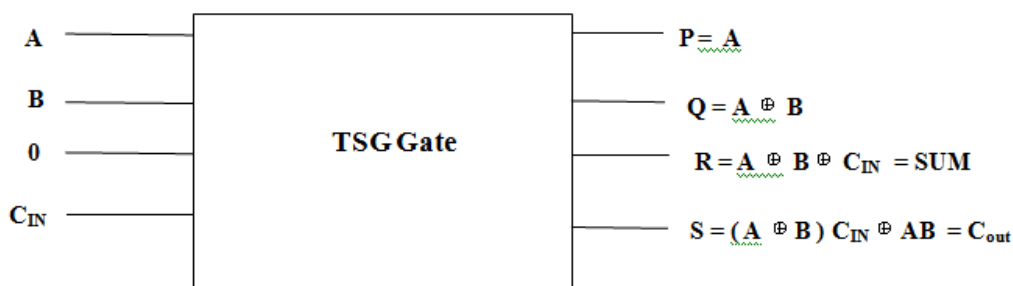 A
B
0
C_IN
TSG Gate
P= A
Q = A ⊕ B
R = A ⊕ B ⊕ C_IN = SUM
S = (A ⊕ B) C_IN ⊕ AB = C_out